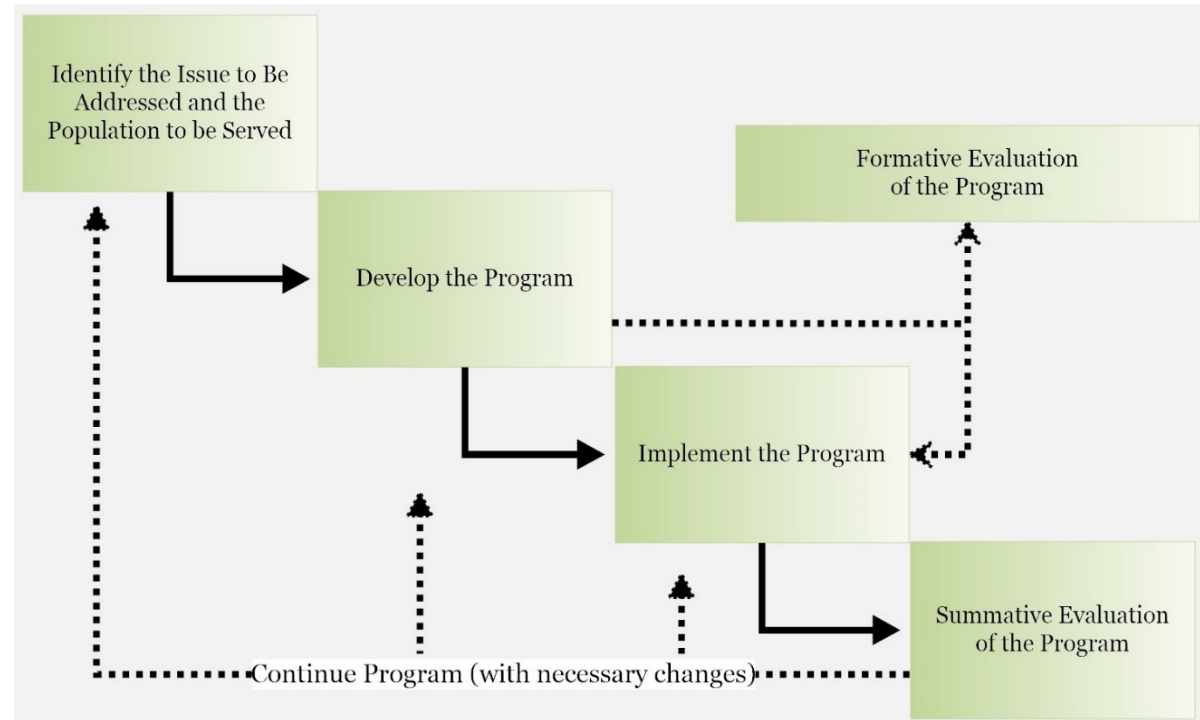 Identify the Issue to Be
Addressed and the
Population to be Served
Formative Evaluation
of the Program
Develop the Program
Implement the Program
Summative Evaluation
of the Program
Continue Program (with necessary changes)